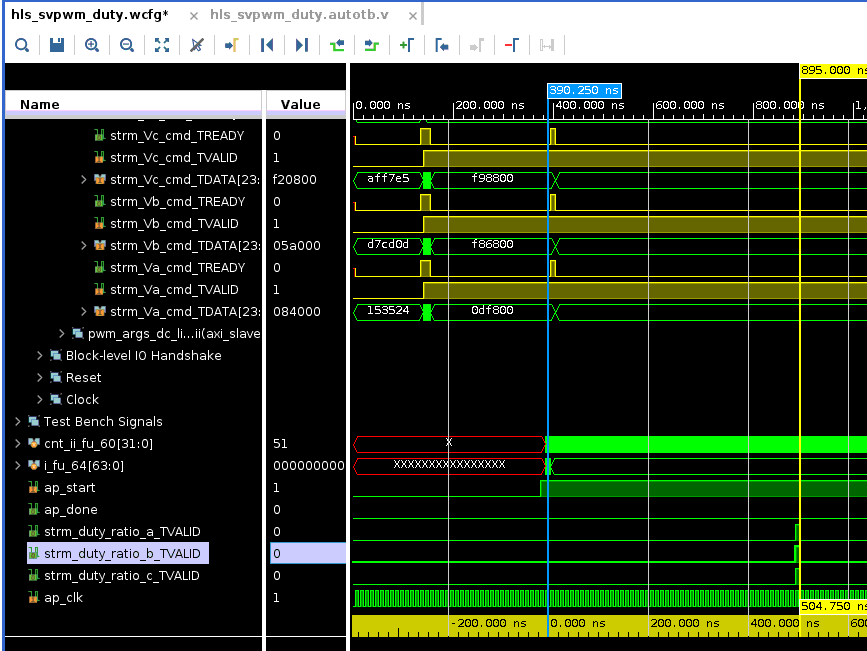 hls_svpwm_duty.wcfg* × hls_svpwm_duty.autotb.v ×
895.000 ns
390.250 ns
Name Value 0.000 ns 200.000 ns 400.000 ns 600.000 ns 800.000 ns 1,
strm_Vc_cmd_TREADY 0
strm_Vc_cmd_TVALID 1
strm_Vc_cmd_TDATA[23: f20800 aff7e5 f98800
strm_Vb_cmd_TREADY 0
strm_Vb_cmd_TVALID 1
strm_Vb_cmd_TDATA[23: 05a000 d7cd0d f86800
strm_Va_cmd_TREADY 0
strm_Va_cmd_TVALID 1
strm_Va_cmd_TDATA[23: 084000 153524 0df800
pwm_args_dc_li...ii(axi_slave
Block-level IO Handshake
Reset
Clock
Test Bench Signals
cnt_ii_fu_60[31:0] 51 X
i_fu_64[63:0] 000000000 XXXXXXXXXXXXXXXX
ap_start 1
ap_done 0
strm_duty_ratio_a_TVALID 0
strm_duty_ratio_b_TVALID 0
strm_duty_ratio_c_TVALID 0
ap_clk 1
504.750 ns
-200.000 ns 0.000 ns 200.000 ns 400.000 ns 600